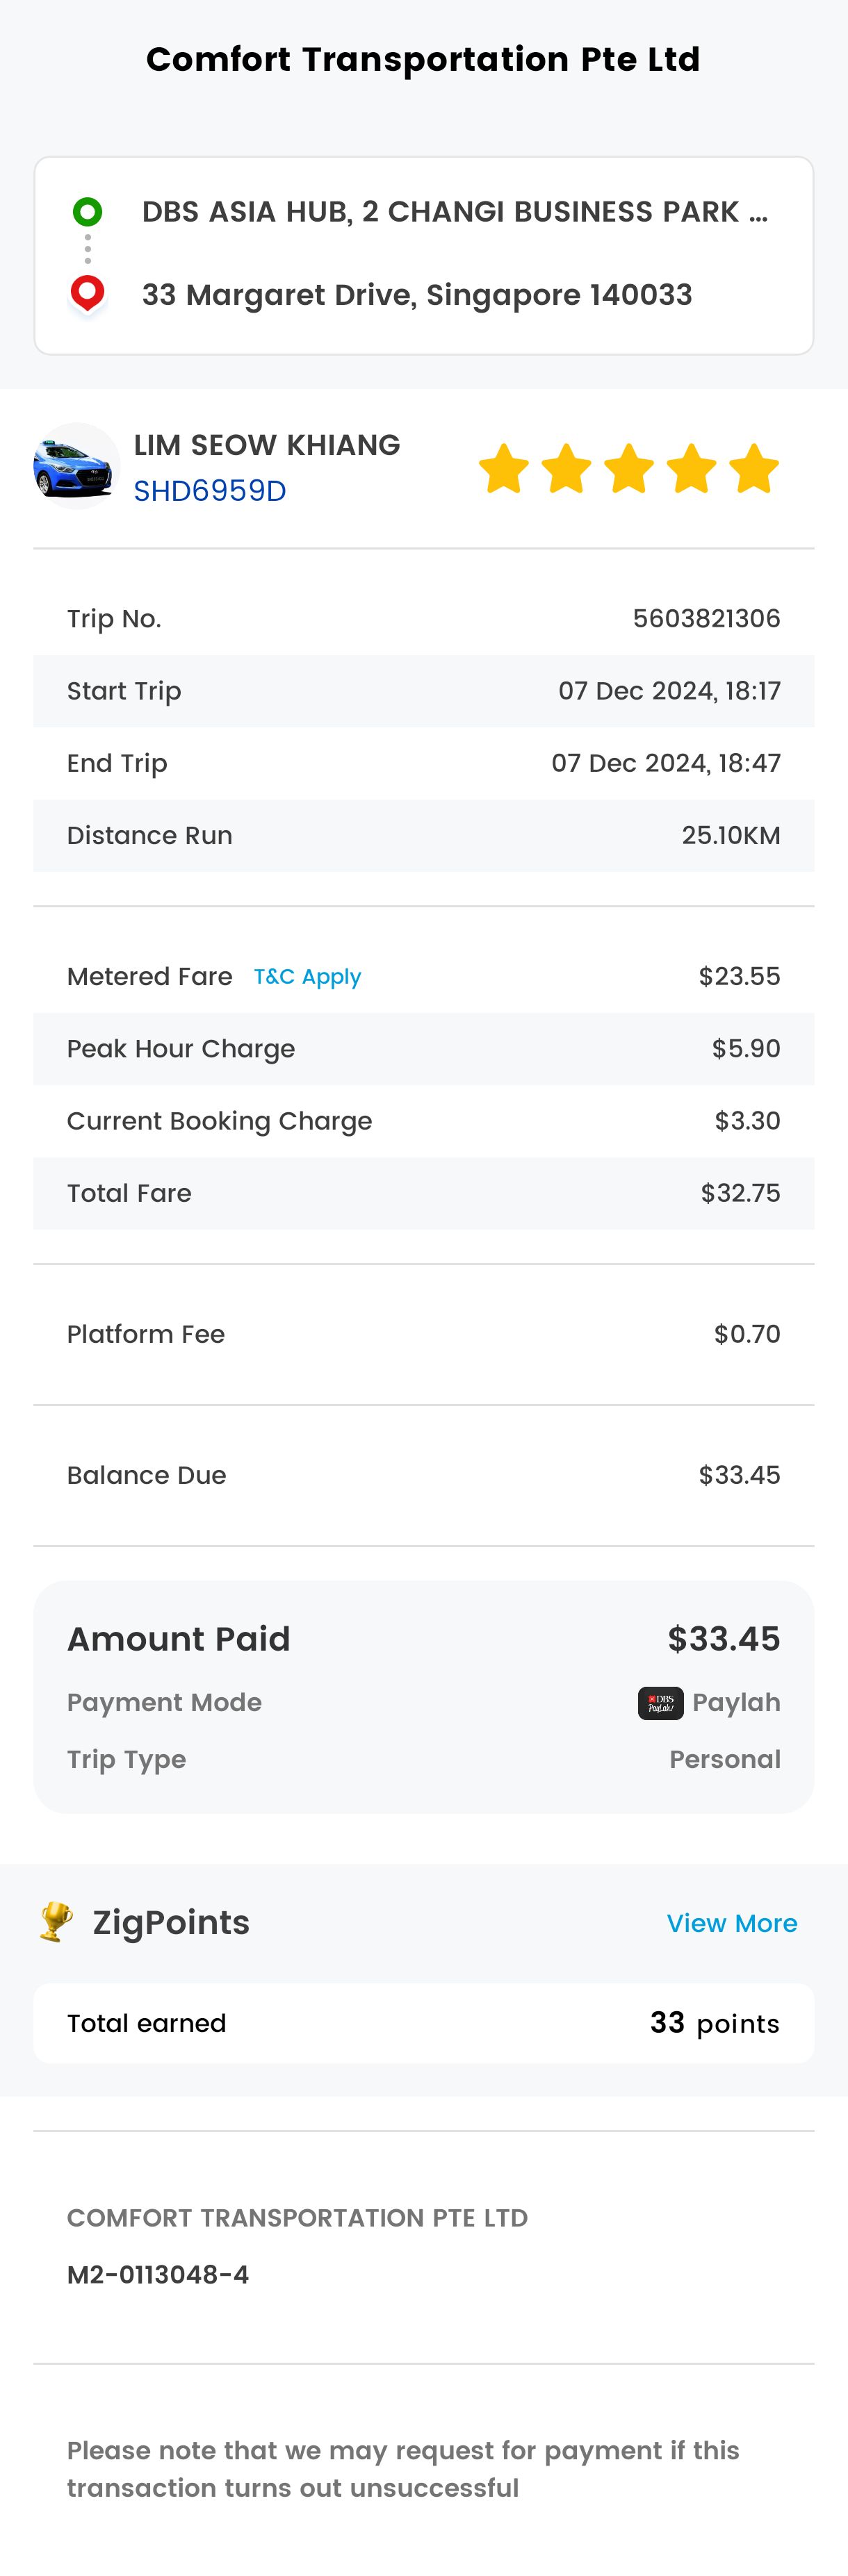 Comfort Transportation Pte Ltd
DBS ASIA HUB, 2 CHANGI BUSINESS PARK ...
33 Margaret Drive, Singapore 140033
LIM SEOW KHIANG
SHD6959D
Trip No. 5603821306
Start Trip 07 Dec 2024, 18:17
End Trip 07 Dec 2024, 18:47
Distance Run 25.10KM
Metered Fare T&C Apply $23.55
Peak Hour Charge $5.90
Current Booking Charge $3.30
Total Fare $32.75
Platform Fee $0.70
Balance Due $33.45
Amount Paid $33.45
Payment Mode DBS PayLah! Paylah
Trip Type Personal
ZigPoints View More
Total earned 33 points
COMFORT TRANSPORTATION PTE LTD
M2-0113048-4
Please note that we may request for payment if this
transaction turns out unsuccessful